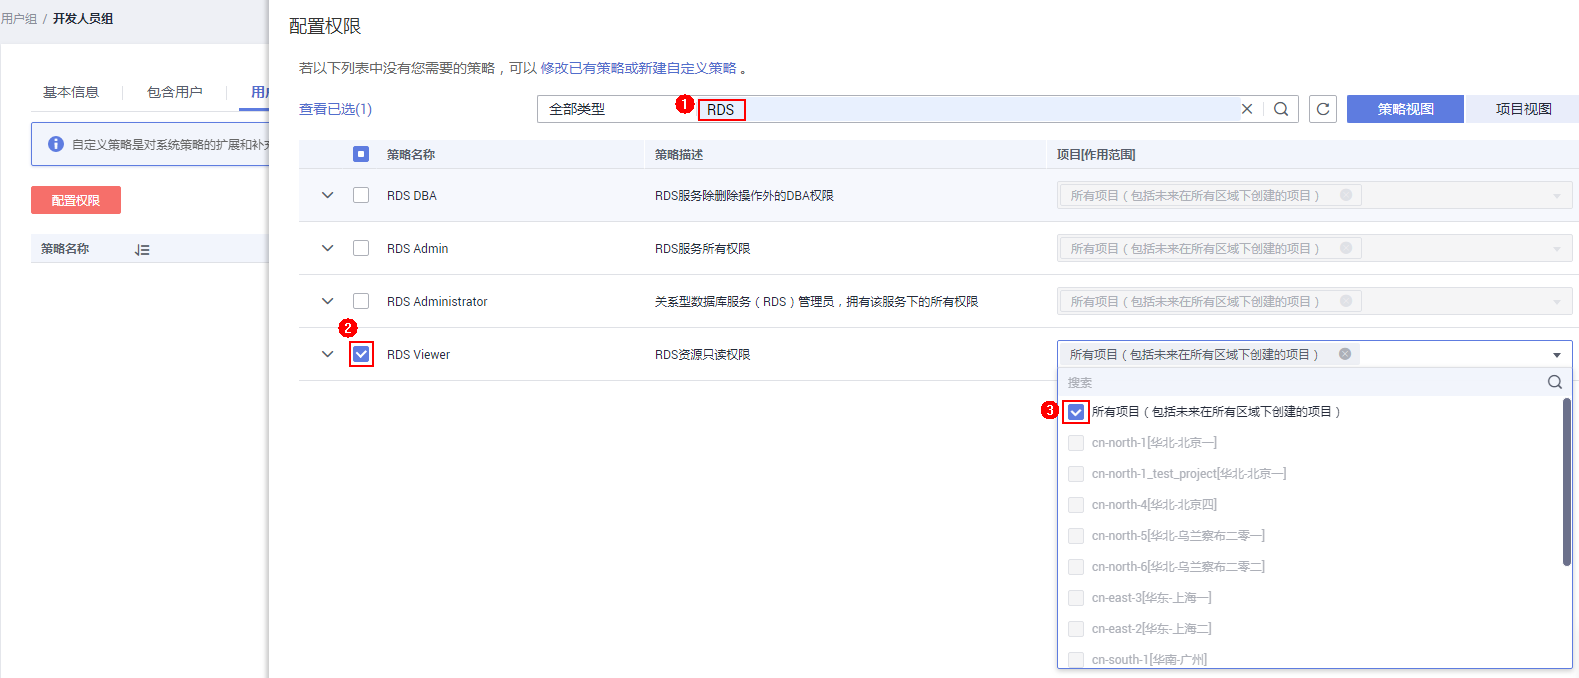 用户组 / 开发人员组
基本信息
包含用户
用户
自定义策略是对系统策略的扩展和补充
配置权限
策略名称
配置权限
若以下列表中没有您需要的策略，可以 修改已有策略或新建自定义策略 。
查看已选(1)
全部类型
1
RDS
策略视图
项目视图
策略名称
策略描述
项目[作用范围]
RDS DBA
RDS服务除删除操作外的DBA权限
所有项目（包括未来在所有区域下创建的项目）
RDS Admin
RDS服务所有权限
所有项目（包括未来在所有区域下创建的项目）
RDS Administrator
关系型数据库服务（RDS）管理员，拥有该服务下的所有权限
所有项目（包括未来在所有区域下创建的项目）
2
RDS Viewer
RDS资源只读权限
所有项目（包括未来在所有区域下创建的项目）
搜索
3
所有项目（包括未来在所有区域下创建的项目）
cn-north-1[华北-北京一]
cn-north-1_test_project[华北-北京一]
cn-north-4[华北-北京四]
cn-north-5[华北-乌兰察布二零一]
cn-north-6[华北-乌兰察布二零二]
cn-east-3[华东-上海一]
cn-east-2[华东-上海二]
cn-south-1[华南-广州]